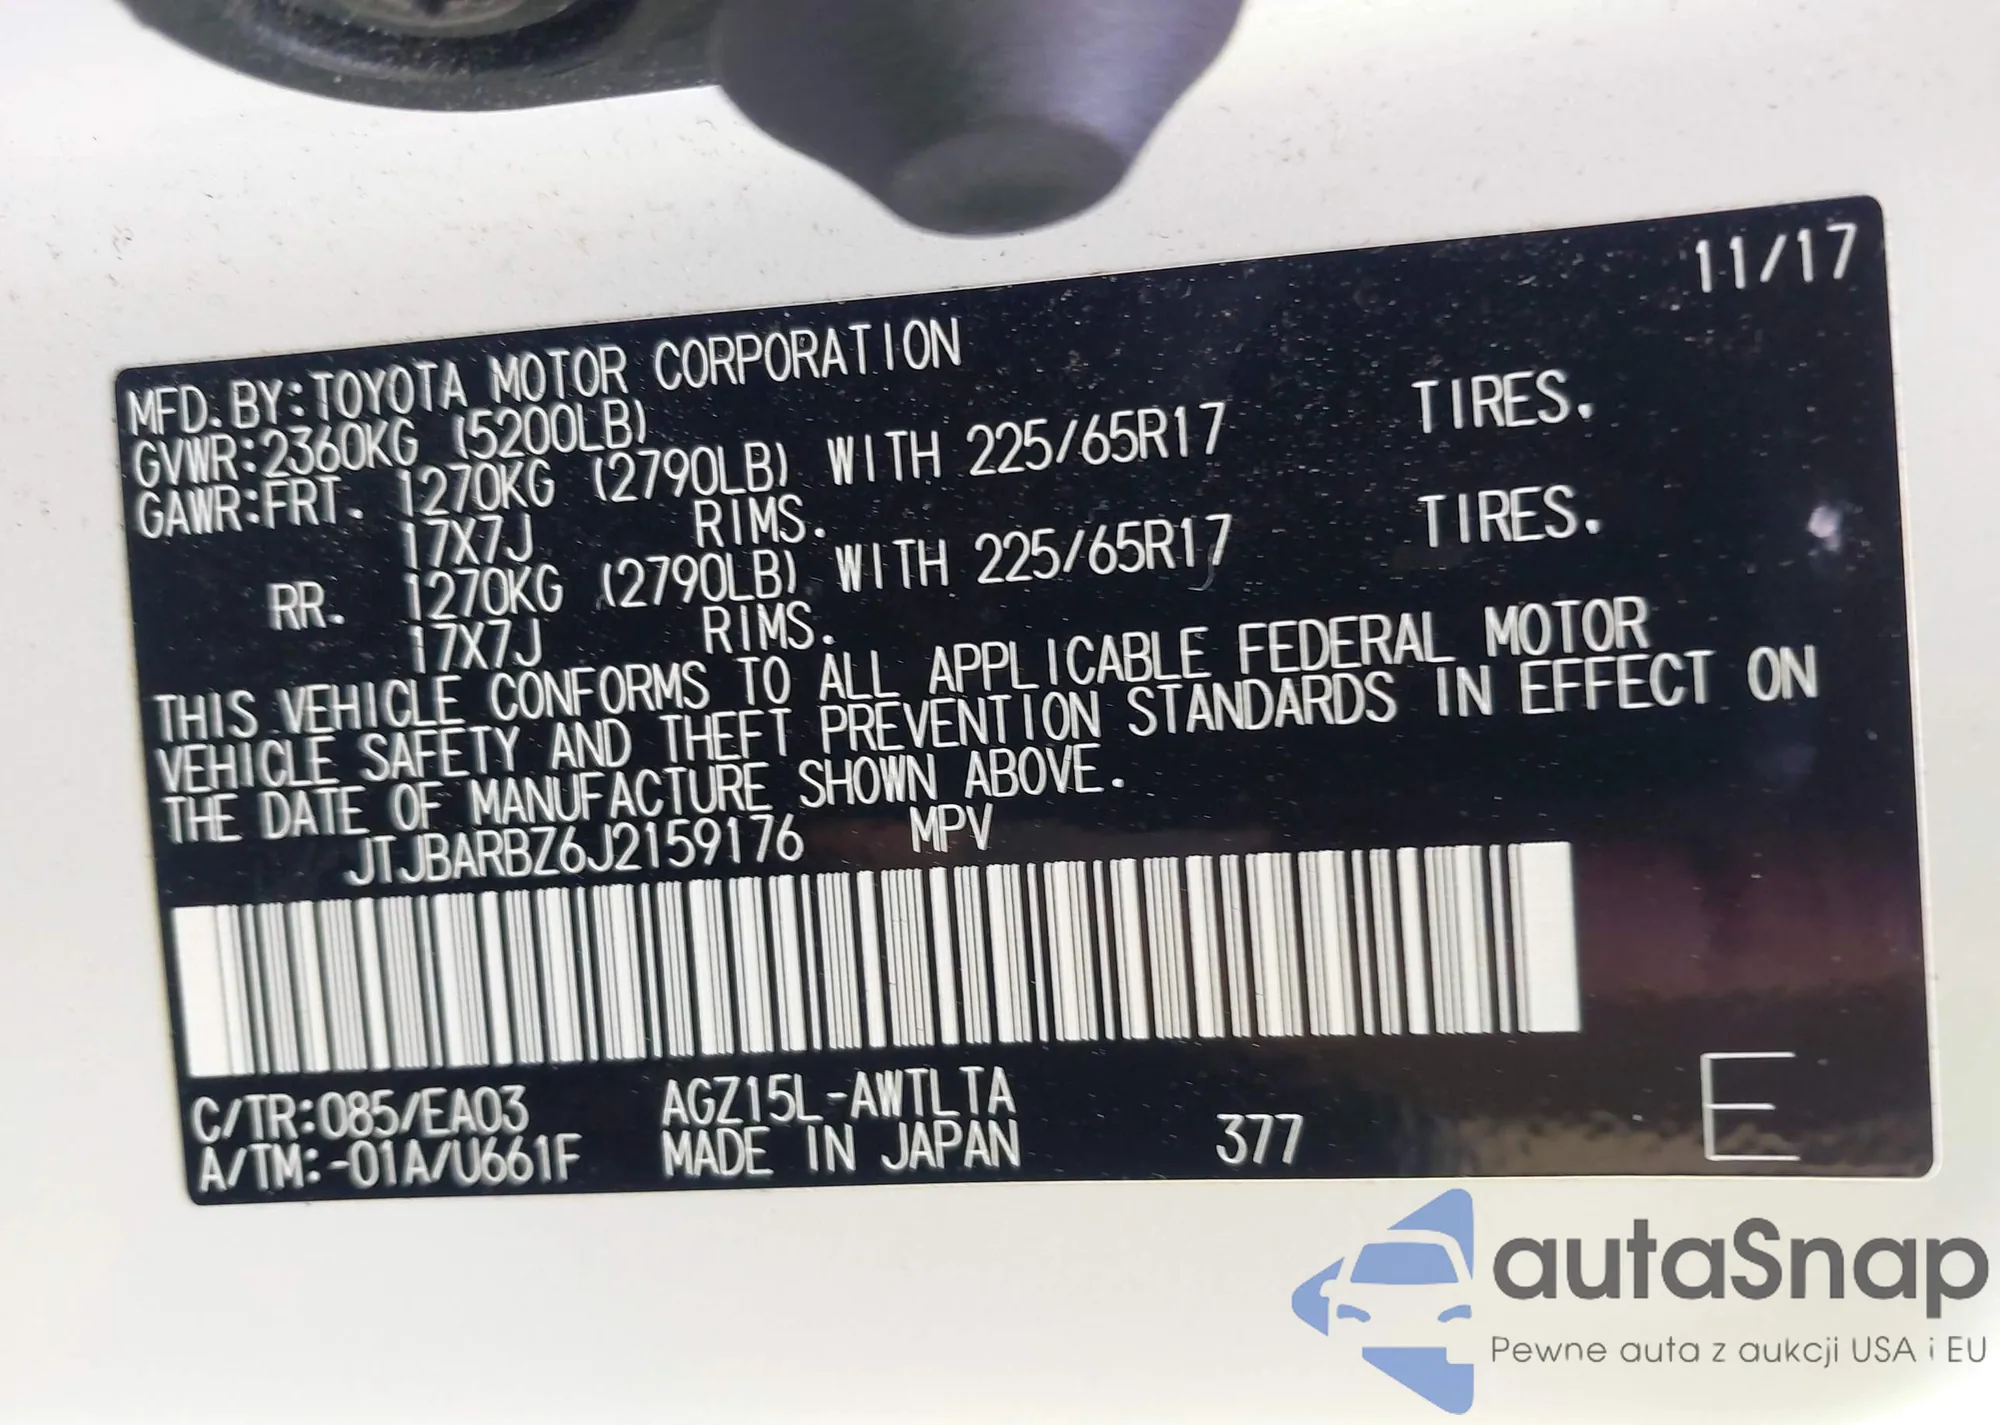 11/17
MFD. BY: TOYOTA MOTOR CORPORATION
GVWR: 2360KG (5200LB)
GAWR: FRT. 1270KG (2790LB) WITH 225/65R17 TIRES.
17X7J RIMS.
RR. 1270KG (2790LB) WITH 225/65R17 TIRES.
17X7J RIMS.
THIS VEHICLE CONFORMS TO ALL APPLICABLE FEDERAL MOTOR
VEHICLE SAFETY AND THEFT PREVENTION STANDARDS IN EFFECT ON
THE DATE OF MANUFACTURE SHOWN ABOVE.
JTJBARBZ6J2159176 MPV
C/TR: 085/EA03 AGZ15L-AWTLTA
A/TM: -01A/U661F MADE IN JAPAN 377 E
autaSnap
Pewne auta z aukcji USA i EU